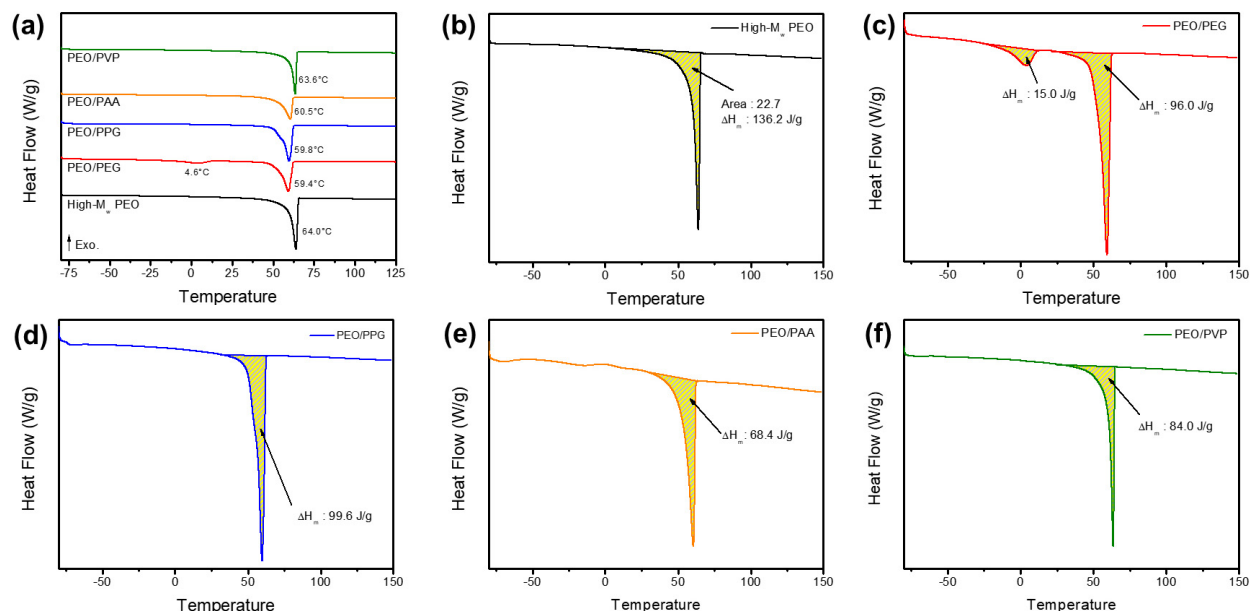 (a)
PEO/PVP
63.6°C
PEO/PAA
60.5°C
PEO/PPG
59.8°C
PEO/PEG
4.6°C
59.4°C
High-Mw PEO
64.0°C
↑ Exo.
Heat Flow (W/g)
-75 -50 -25 0 25 50 75 100 125
Temperature
(b)
High-Mw PEO
Area : 22.7
ΔHm : 136.2 J/g
Heat Flow (W/g)
-50 0 50 100 150
Temperature
(c)
PEO/PEG
ΔHm : 15.0 J/g
ΔHm : 96.0 J/g
Heat Flow (W/g)
-50 0 50 100 150
Temperature
(d)
PEO/PPG
ΔHm : 99.6 J/g
Heat Flow (W/g)
-50 0 50 100 150
Temperature
(e)
PEO/PAA
ΔHm : 68.4 J/g
Heat Flow (W/g)
-50 0 50 100 150
Temperature
(f)
PEO/PVP
ΔHm : 84.0 J/g
Heat Flow (W/g)
-50 0 50 100 150
Temperature